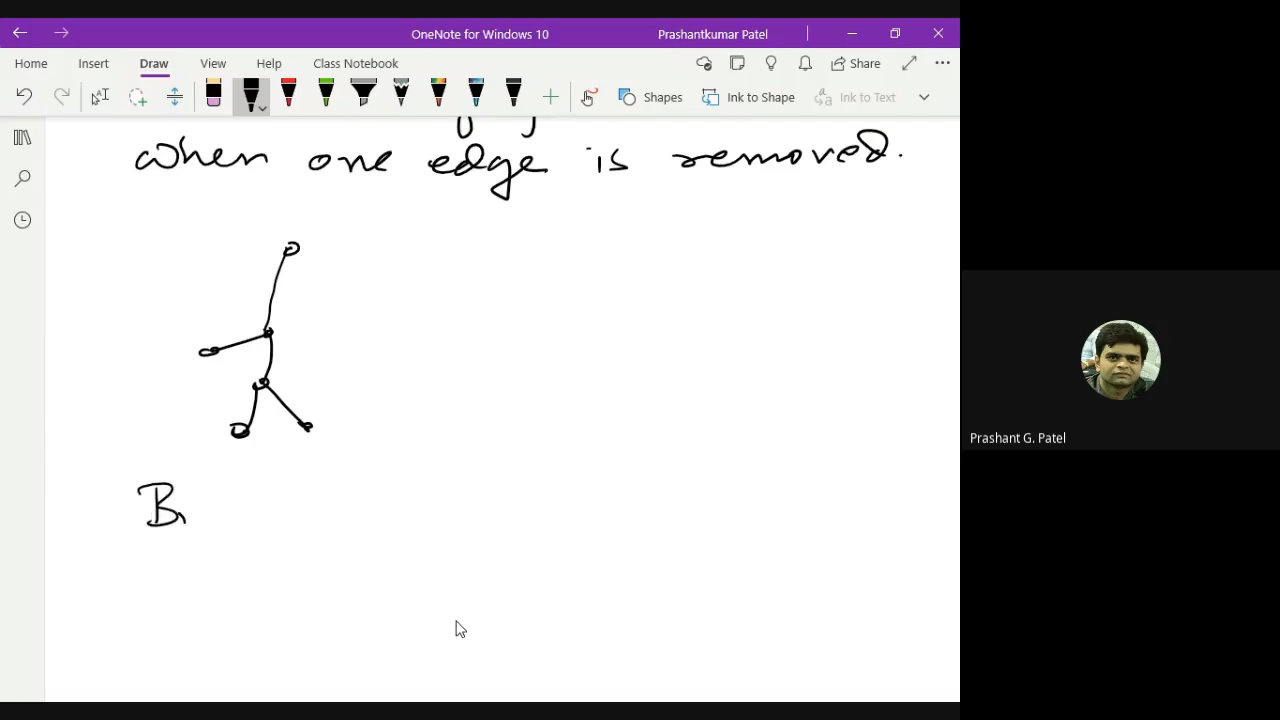 OneNote for Windows 10
Prashantkumar Patel
Home Insert Draw View Help Class Notebook Share
Shapes Ink to Shape Ink to Text
when one edge is removed.
B
Prashant G. Patel